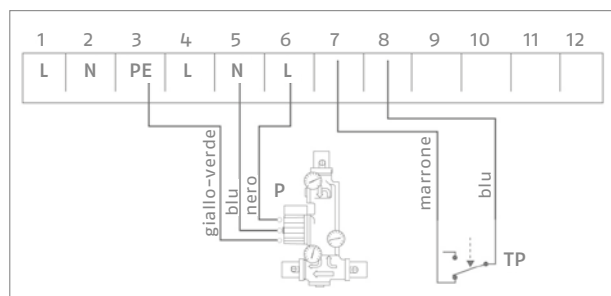 1 2 3 4 5 6 7 8 9 10 11 12
L N PE L N L
giallo-verde
blu
nero
P
marrone
blu
TP